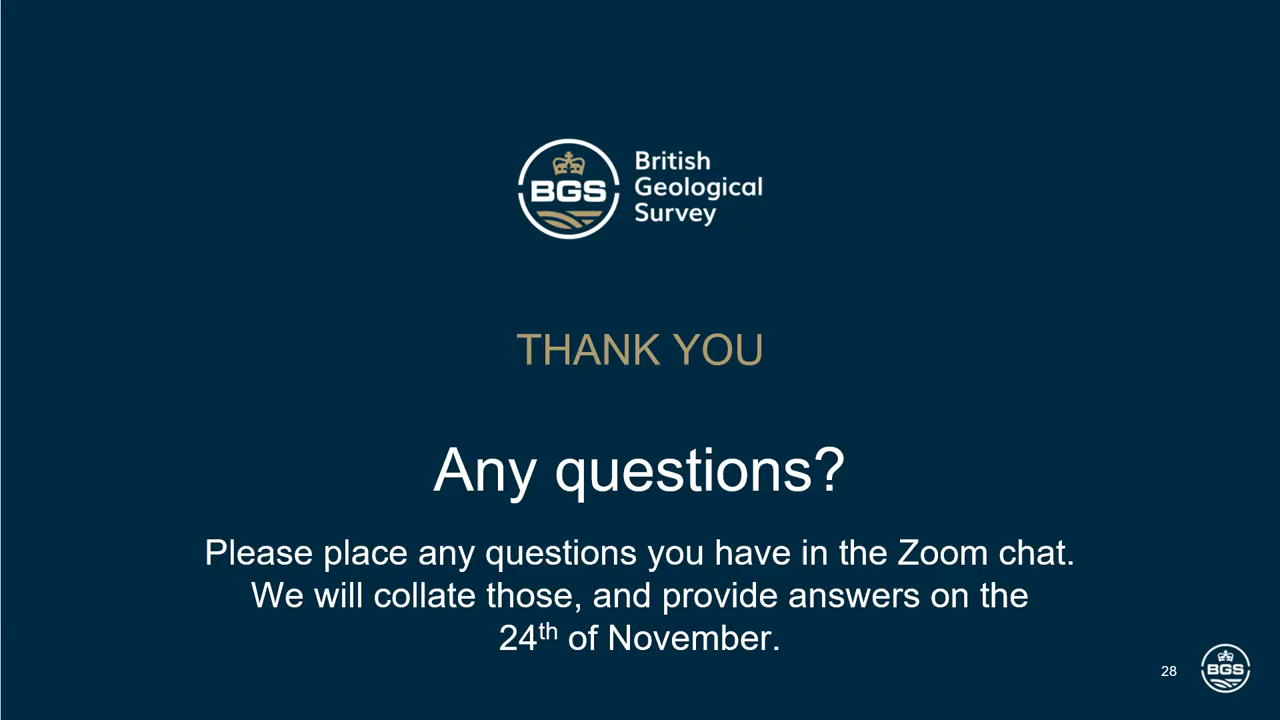 BGS
British
Geological
Survey
THANK YOU
Any questions?
Please place any questions you have in the Zoom chat.
We will collate those, and provide answers on the
24th of November.
28
BGS